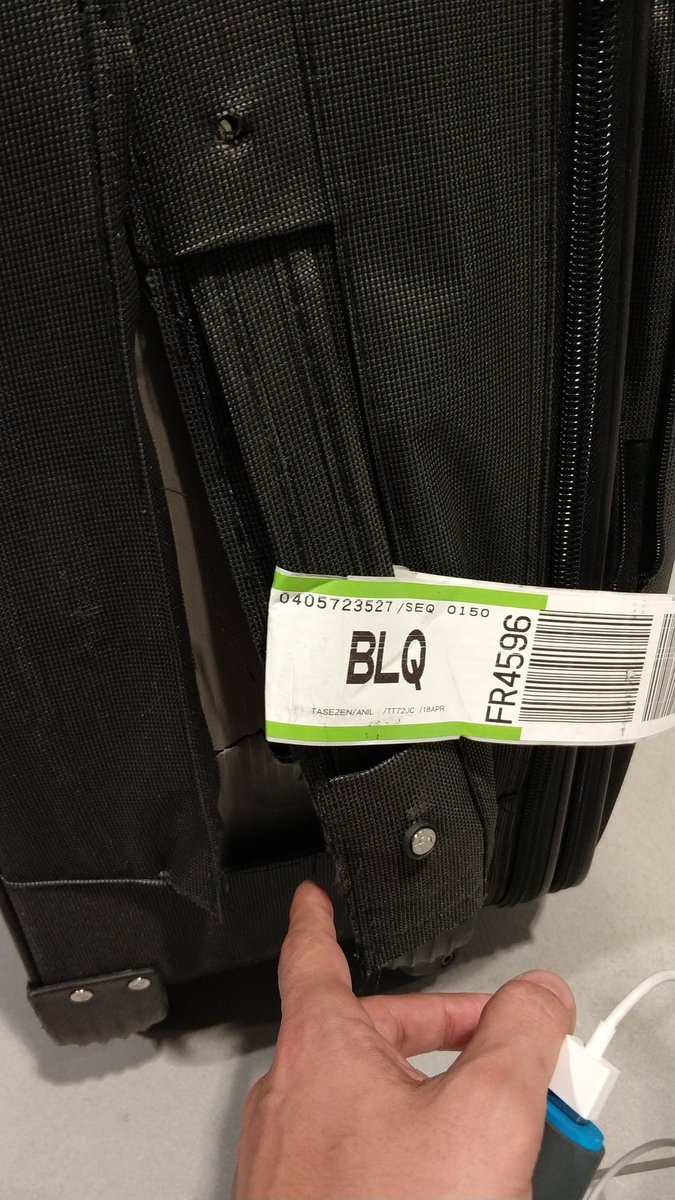 0405723527/SEQ 0150
BLQ
TASEZEN/ANIL /TT72JC /18APR
FR4596